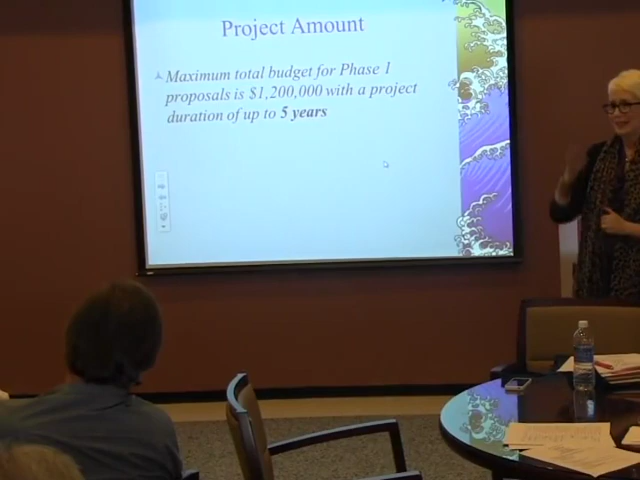 Project Amount
Maximum total budget for Phase 1
proposals is $1,200,000 with a project
duration of up to 5 years